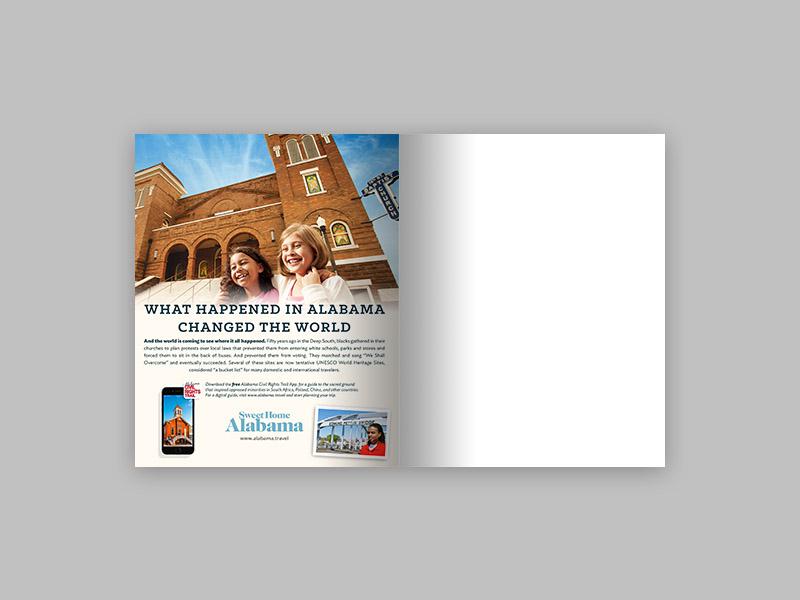 CHURCH
WHAT HAPPENED IN ALABAMA
CHANGED THE WORLD
And the world is coming to see where it all happened. Fifty years ago in the Deep South, blacks gathered in their
churches to plan protests over local laws that prevented them from entering white schools, parks and stores and
forced them to sit in the back of buses. And prevented them from voting. They marched and sang “We Shall
Overcome” and eventually succeeded. Several of these sites are now tentative UNESCO World Heritage Sites,
considered “a bucket list” for many domestic and international travelers.
CIVIL
RIGHTS
TRAIL
Download the free Alabama Civil Rights Trail App, for a guide to the sacred ground
that inspired oppressed minorities in South Africa, Poland, China, and other countries.
For a digital guide, visit www.alabama.travel and start planning your trip.
Sweet Home
Alabama
www.alabama.travel
EDMUND PETTUS BRIDGE